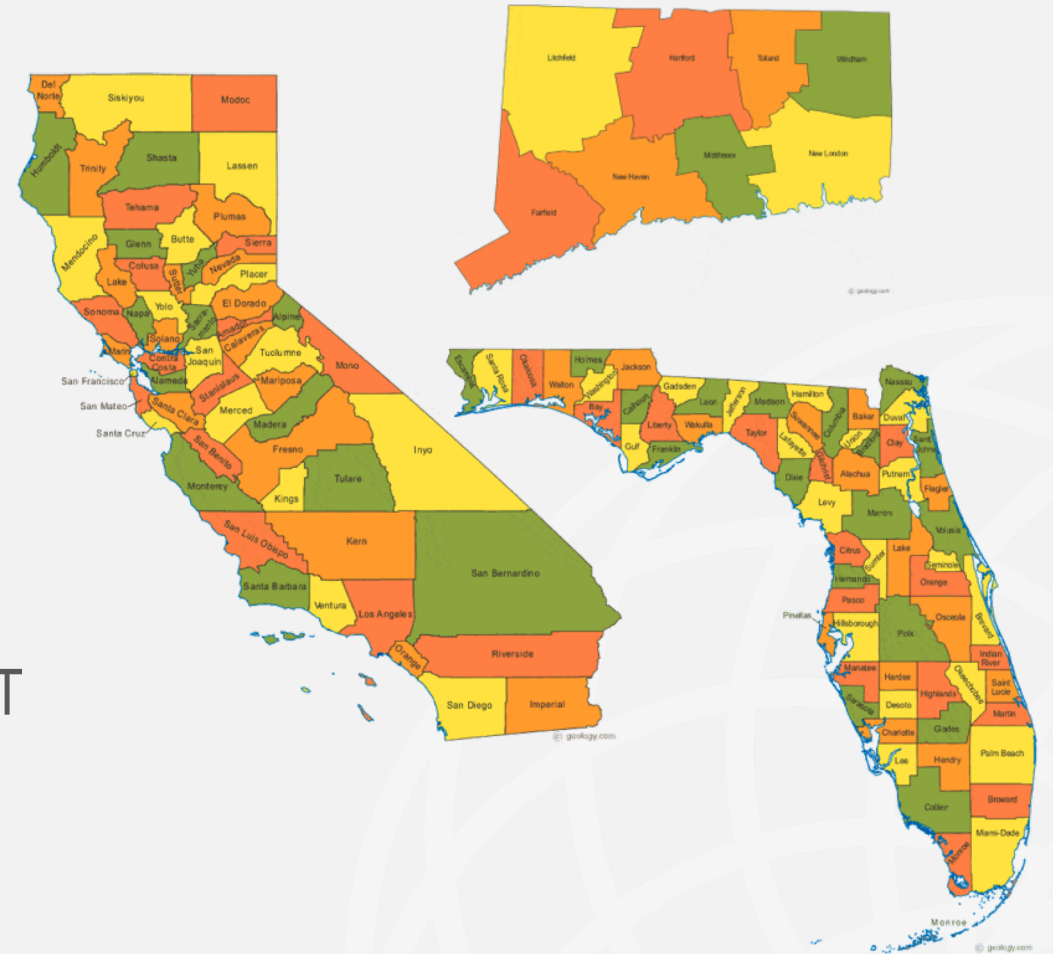 Litchfield
Hartford
Tolland
Windham
Farfield
New Haven
Middlesex
New London
© geology.com
Del
Norte
Siskiyou
Modoc
Humboldt
Trinity
Shasta
Lassen
Mendocino
Tehama
Plumas
Glenn
Butte
Sierra
Colusa
Yuba
Nevada
Lake
Sutter
Placer
Sonoma
Napa
Yolo
Sacra-
mento
El Dorado
Alpine
Marin
Solano
Amador
Calaveras
San
Joaquin
Tuolumne
Mono
Contra
Costa
Alameda
San Francisco
San Mateo
Santa Cruz
Santa Clara
Stanislaus
Mariposa
Merced
Madera
San Benito
Fresno
Inyo
Monterey
Kings
Tulare
San Luis Obispo
Kern
San Bernardino
Santa Barbara
Ventura
Los Angeles
Orange
Riverside
San Diego
Imperial
© geology.com
Escambia
Santa Rosa
Okaloosa
Walton
Holmes
Washington
Jackson
Bay
Calhoun
Gulf
Liberty
Gadsden
Franklin
Leon
Wakulla
Jefferson
Madison
Taylor
Hamilton
Suwannee
Lafayette
Dixie
Columbia
Gilchrist
Baker
Union
Bradford
Nassau
Duval
Clay
Saint
Johns
Alachua
Putnam
Flagler
Levy
Marion
Volusia
Citrus
Sumter
Lake
Seminole
Hernando
Orange
Pasco
Pinellas
Hillsborough
Polk
Osceola
Brevard
Manatee
Hardee
Highlands
Okeechobee
Indian
River
Saint
Lucie
Sarasota
Desoto
Martin
Charlotte
Glades
Lee
Hendry
Palm Beach
Collier
Broward
Monroe
Miami-Dade
Monroe
© geology.com
T